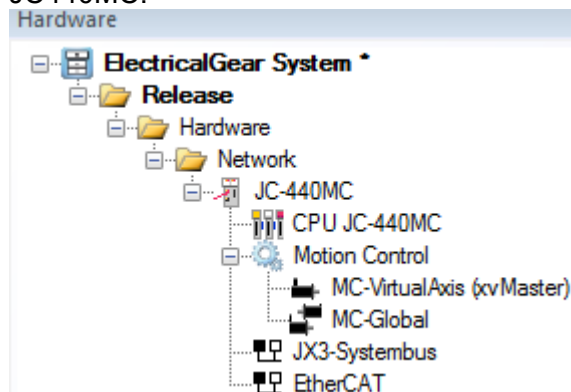 Hardware
ElectricalGear System *
Release
Hardware
Network
JC-440MC
CPU JC-440MC
Motion Control
MC-VirtualAxis (xvMaster)
MC-Global
JX3-Systembus
EtherCAT